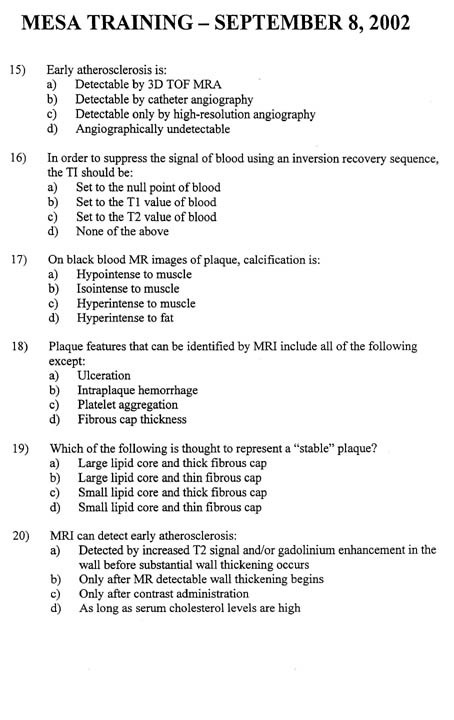 MESA TRAINING – SEPTEMBER 8, 2002
15) Early atherosclerosis is:
a) Detectable by 3D TOF MRA
b) Detectable by catheter angiography
c) Detectable only by high-resolution angiography
d) Angiographically undetectable
16) In order to suppress the signal of blood using an inversion recovery sequence,
the TI should be:
a) Set to the null point of blood
b) Set to the T1 value of blood
c) Set to the T2 value of blood
d) None of the above
17) On black blood MR images of plaque, calcification is:
a) Hypointense to muscle
b) Isointense to muscle
c) Hyperintense to muscle
d) Hyperintense to fat
18) Plaque features that can be identified by MRI include all of the following
except:
a) Ulceration
b) Intraplaque hemorrhage
c) Platelet aggregation
d) Fibrous cap thickness
19) Which of the following is thought to represent a “stable” plaque?
a) Large lipid core and thick fibrous cap
b) Large lipid core and thin fibrous cap
c) Small lipid core and thick fibrous cap
d) Small lipid core and thin fibrous cap
20) MRI can detect early atherosclerosis:
a) Detected by increased T2 signal and/or gadolinium enhancement in the
wall before substantial wall thickening occurs
b) Only after MR detectable wall thickening begins
c) Only after contrast administration
d) As long as serum cholesterol levels are high